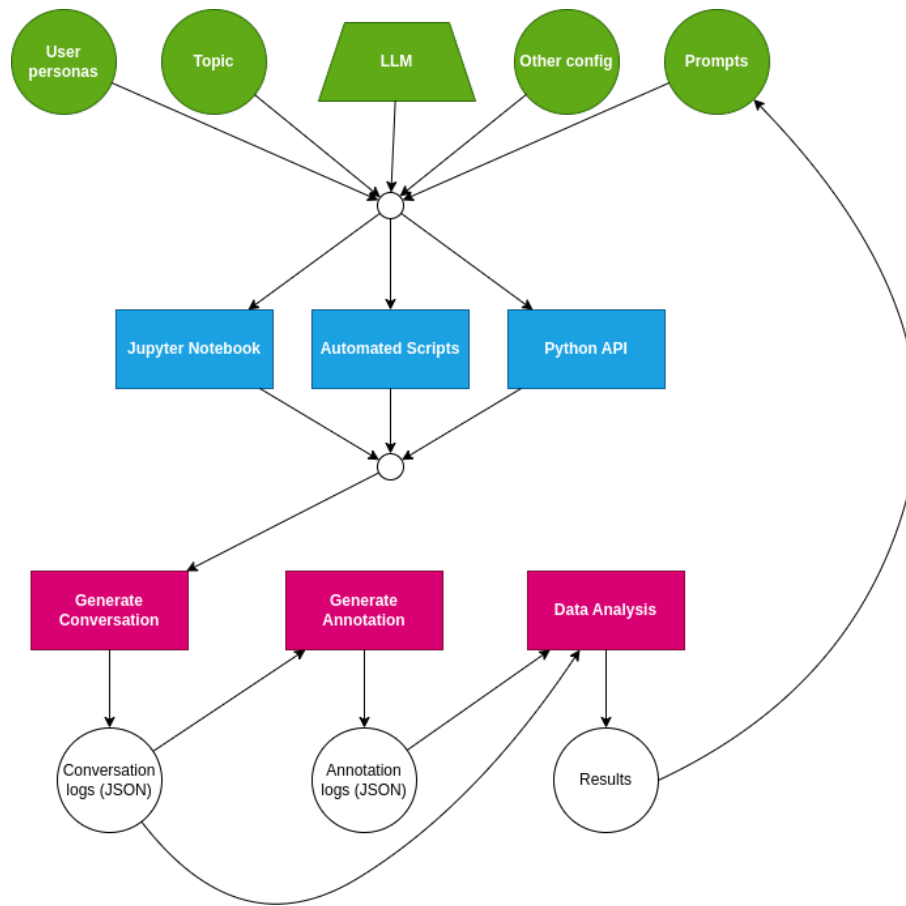 User
personas
Topic
LLM
Other config
Prompts
Jupyter Notebook
Automated Scripts
Python API
Generate
Conversation
Generate
Annotation
Data Analysis
Conversation
logs (JSON)
Annotation
logs (JSON)
Results